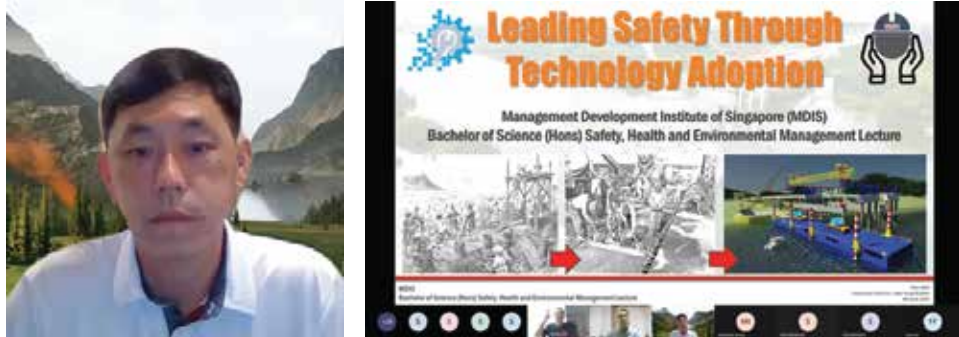 Leading Safety Through
Technology Adoption
Management Development Institute of Singapore (MDIS)
Bachelor of Science (Hons) Safety, Health and Environmental Management Lecture
MDIS
Bachelor of Science (Hons) Safety, Health and Environmental Management Lecture
S
S
S
S
S